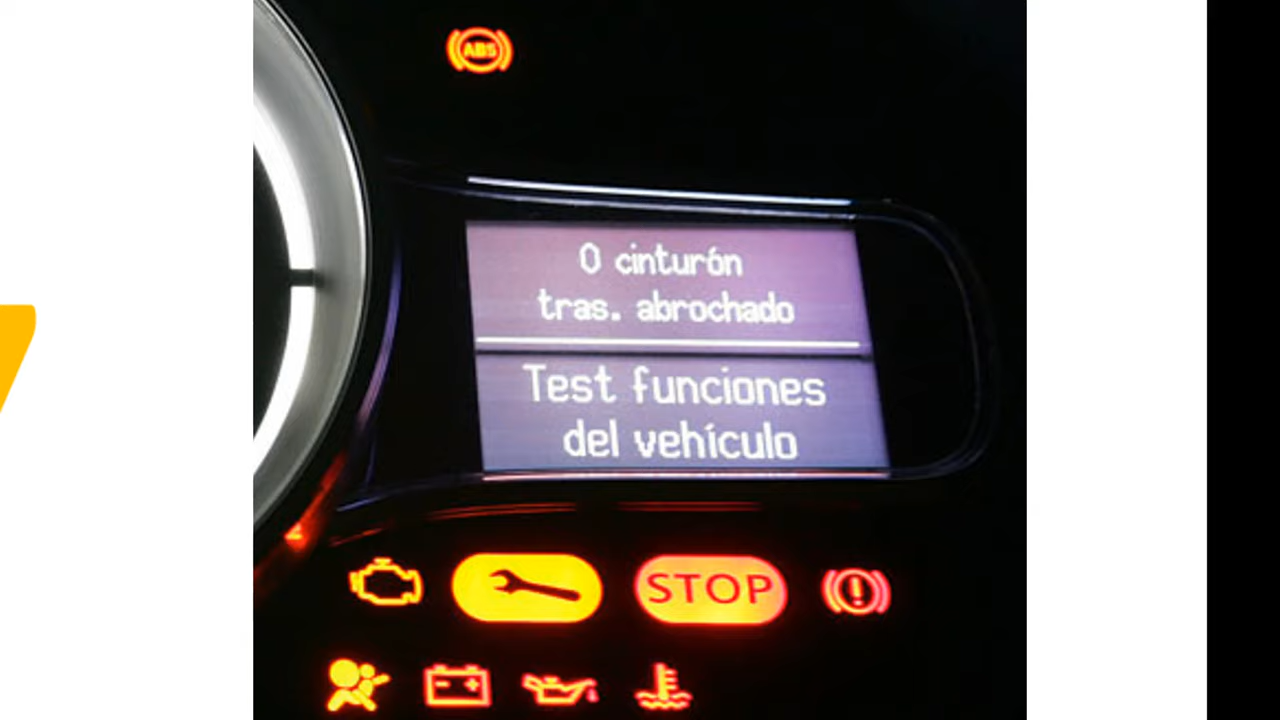 ABS
0 cinturón
tras. abrochado
Test funciones
del vehículo
STOP